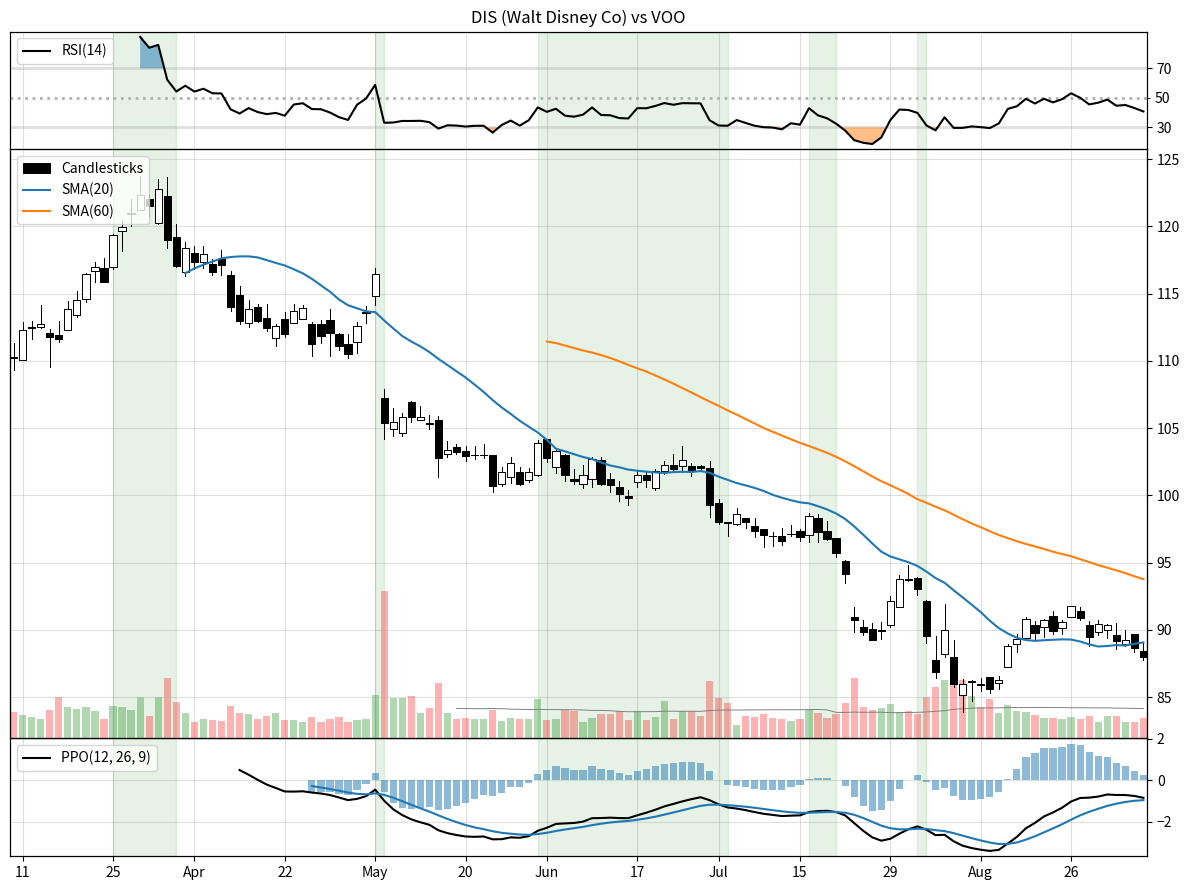 DIS (Walt Disney Co) vs VOO
RSI(14)
70
50
30
Candlesticks
SMA(20)
SMA(60)
125
120
115
110
105
100
95
90
85
PPO(12, 26, 9)
2
0
−2
11 25 Apr 22 May 20 Jun 17 Jul 15 29 Aug 26